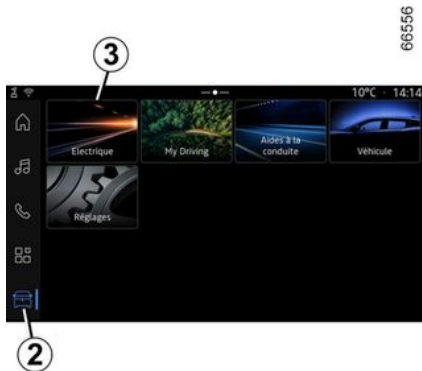 66556
3
10°C · 14:14
Electrique
My Driving
Aides à la
conduite
Véhicule
Réglages
2